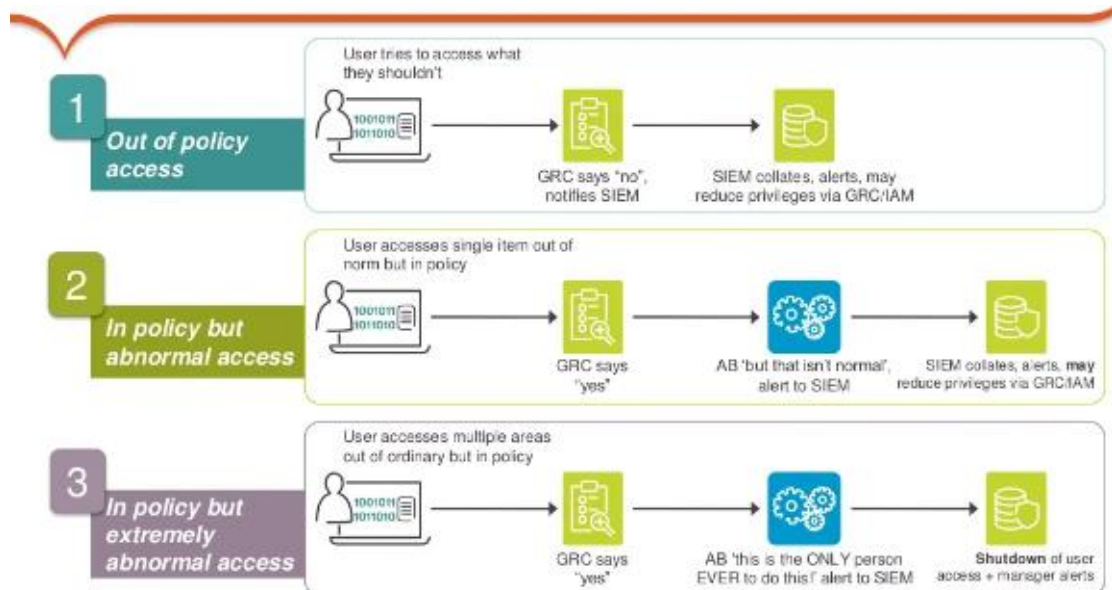 1
Out of policy
access
User tries to access what
they shouldn't
1001011
1011010
GRC says "no",
notifies SIEM
SIEM collates, alerts, may
reduce privileges via GRC/IAM
2
In policy but
abnormal access
User accesses single item out of
norm but in policy
1001011
1011010
GRC says
"yes"
AB 'but that isn't normal',
alert to SIEM
SIEM collates, alerts, may
reduce privileges via GRC/IAM
3
In policy but
extremely
abnormal access
User accesses multiple areas
out of ordinary but in policy
1001011
1011010
GRC says
"yes"
AB 'this is the ONLY person
EVER to do this!' alert to SIEM
Shutdown of user
access + manager alerts